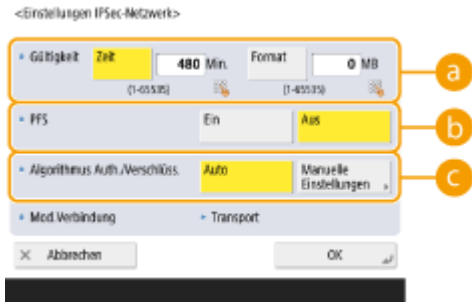 <Einstellungen IPSec-Netzwerk>
Gültigkeit Zeit 480 Min. Format 0 MB
(1-65535) (1-65535)
a
PFS Ein Aus
b
Algorithmus Auth./Verschlüss. Auto Manuelle
Einstellungen
c
Mod.Verbindung Transport
Abbrechen OK